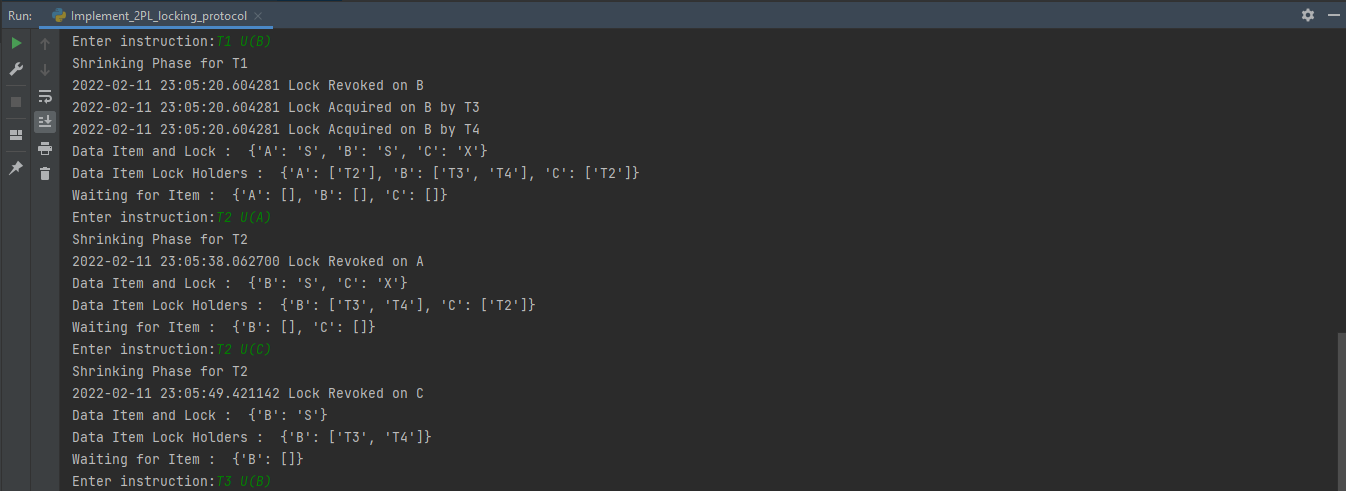 Run: Implement_2PL_locking_protocol
Enter instruction:T1 U(B)
Shrinking Phase for T1
2022-02-11 23:05:20.604281 Lock Revoked on B
2022-02-11 23:05:20.604281 Lock Acquired on B by T3
2022-02-11 23:05:20.604281 Lock Acquired on B by T4
Data Item and Lock :  {'A': 'S', 'B': 'S', 'C': 'X'}
Data Item Lock Holders :  {'A': ['T2'], 'B': ['T3', 'T4'], 'C': ['T2']}
Waiting for Item :  {'A': [], 'B': [], 'C': []}
Enter instruction:T2 U(A)
Shrinking Phase for T2
2022-02-11 23:05:38.062700 Lock Revoked on A
Data Item and Lock :  {'B': 'S', 'C': 'X'}
Data Item Lock Holders :  {'B': ['T3', 'T4'], 'C': ['T2']}
Waiting for Item :  {'B': [], 'C': []}
Enter instruction:T2 U(C)
Shrinking Phase for T2
2022-02-11 23:05:49.421142 Lock Revoked on C
Data Item and Lock :  {'B': 'S'}
Data Item Lock Holders :  {'B': ['T3', 'T4']}
Waiting for Item :  {'B': []}
Enter instruction:T3 U(B)